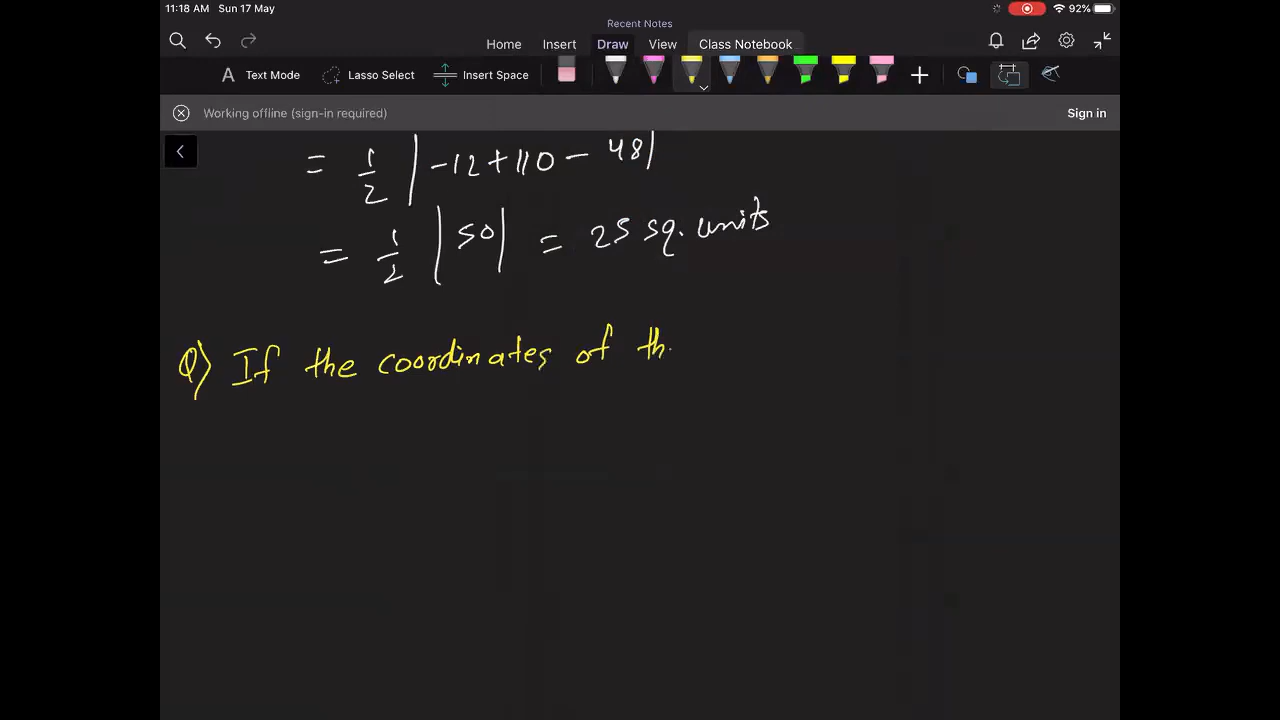 11:18 AM Sun 17 May
92%
Recent Notes
Home Insert Draw View Class Notebook
A Text Mode Lasso Select Insert Space
Working offline (sign-in required) Sign in
= 1/2 |-12+110-48|
= 1/2 |50| = 25 sq. units
Q) If the coordinates of th